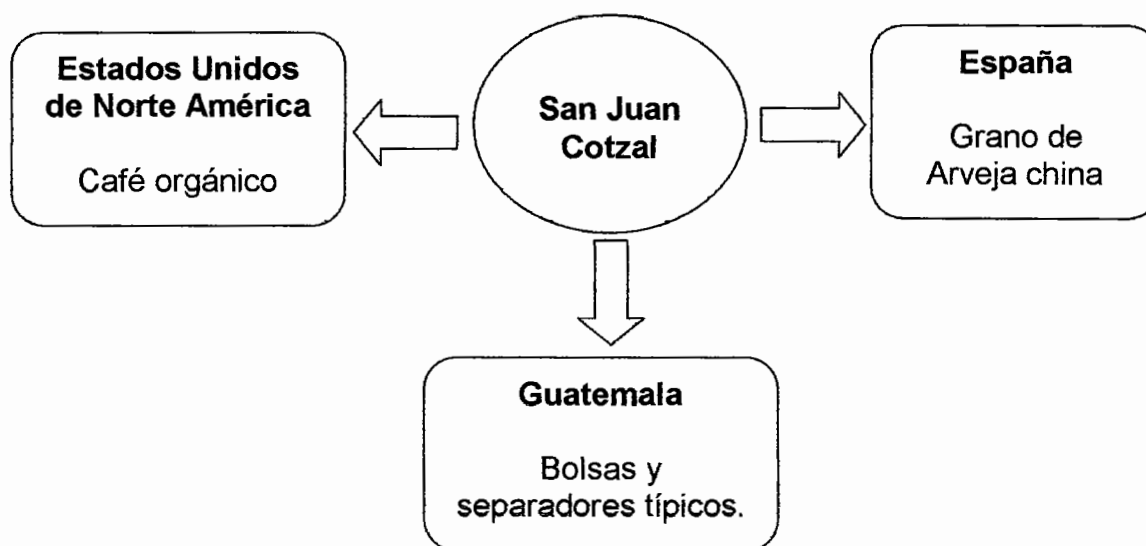 Estados Unidos
de Norte América
Café orgánico
San Juan
Cotzal
España
Grano de
Arveja china
Guatemala
Bolsas y
separadores típicos.